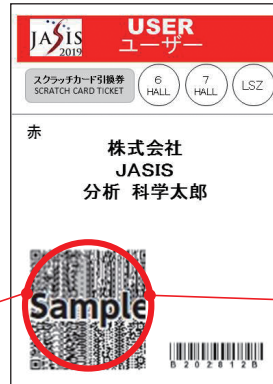 JASIS
2019
USER
ユーザー
スクラッチカード引換券
SCRATCH CARD TICKET
6
HALL
7
HALL
LSZ
赤
株式会社
JASIS
分析 科学太郎
Sample
B202812B